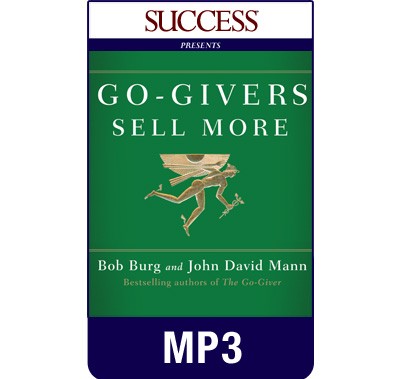 SUCCESS
PRESENTS
GO-GIVERS
SELL MORE
Bob Burg and John David Mann
Bestselling authors of The Go-Giver
MP3